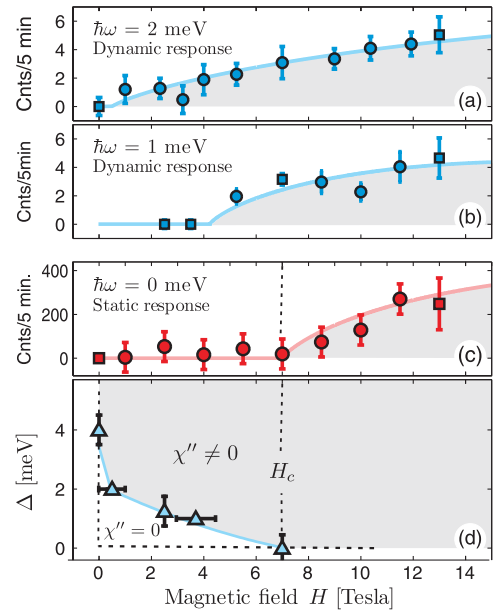 6
4
2
0
Cnts/5 min
ħω = 2 meV
Dynamic response
(a)
6
4
2
0
Cnts/5min
ħω = 1 meV
Dynamic response
(b)
400
200
0
Cnts/5 min.
ħω = 0 meV
Static response
(c)
4
2
0
Δ [meV]
χ″ ≠ 0
H_c
χ″ = 0
(d)
0 2 4 6 8 10 12 14
Magnetic field H [Tesla]